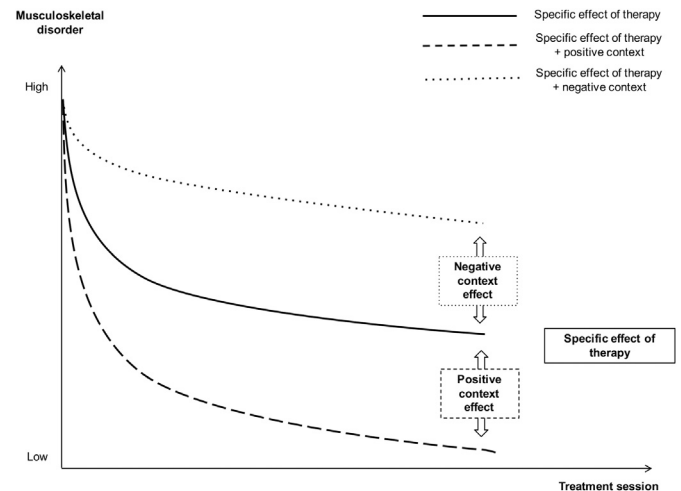 Musculoskeletal
disorder
Specific effect of therapy
Specific effect of therapy
+ positive context
Specific effect of therapy
+ negative context
High
Negative
context
effect
Specific effect of
therapy
Positive
context
effect
Low
Treatment session